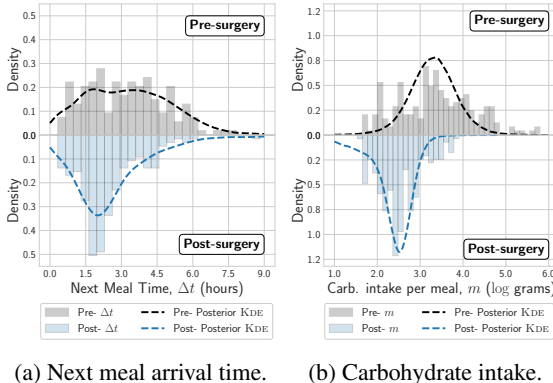 0.5
0.4
0.3
0.2
0.1
0.0
0.0
0.1
0.2
0.3
0.4
0.5
Density
Density
Pre-surgery
Post-surgery
0.0 1.5 3.0 4.5 6.0 7.5 9.0
Next Meal Time, Δt (hours)
Pre- Δt
Post- Δt
Pre- Posterior KDE
Post- Posterior KDE
(a) Next meal arrival time.
1.2
1.0
0.8
0.5
0.2
0.0
0.0
0.2
0.5
0.8
1.0
1.2
Density
Density
Pre-surgery
Post-surgery
1.0 2.0 3.0 4.0 5.0 6.0
Carb. intake per meal, m (log grams)
Pre- m
Post- m
Pre- Posterior KDE
Post- Posterior KDE
(b) Carbohydrate intake.